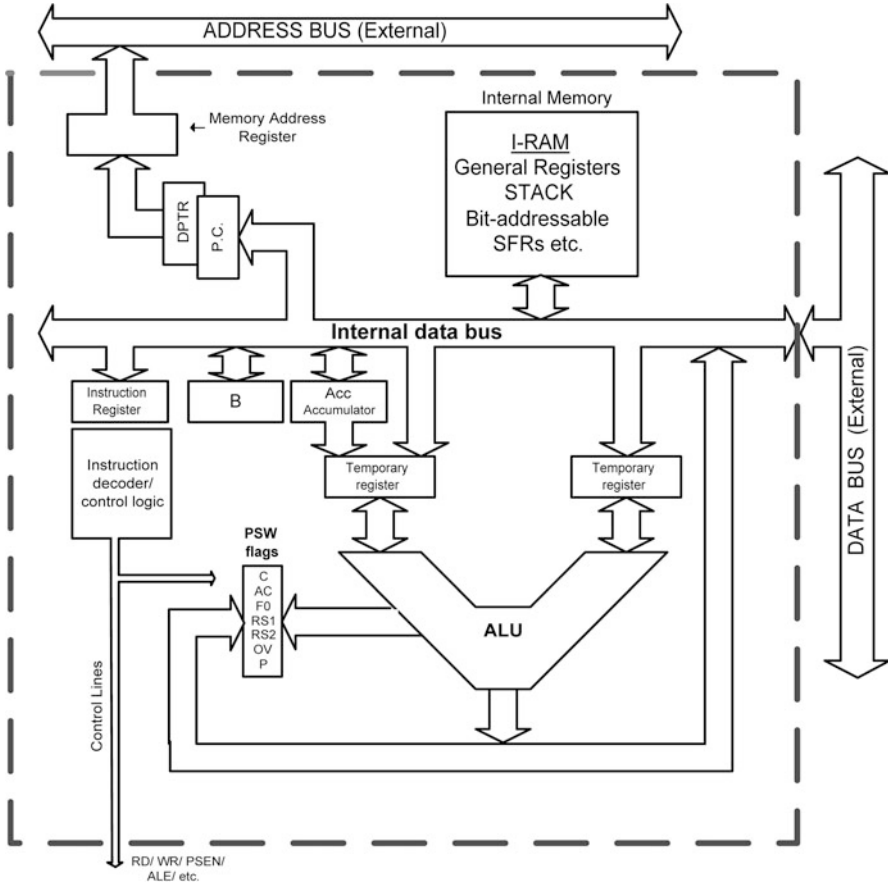 ADDRESS BUS (External)
← Memory Address
Register
Internal Memory
I-RAM
General Registers
STACK
Bit-addressable
SFRs etc.
DPTR
P.C.
Internal data bus
Instruction
Register
B
Acc
Accumulator
Instruction
decoder/
control logic
Temporary
register
Temporary
register
DATA BUS (External)
PSW
flags
C
AC
F0
RS1
RS2
OV
P
ALU
Control Lines
RD/ WR/ PSEN/
ALE/ etc.